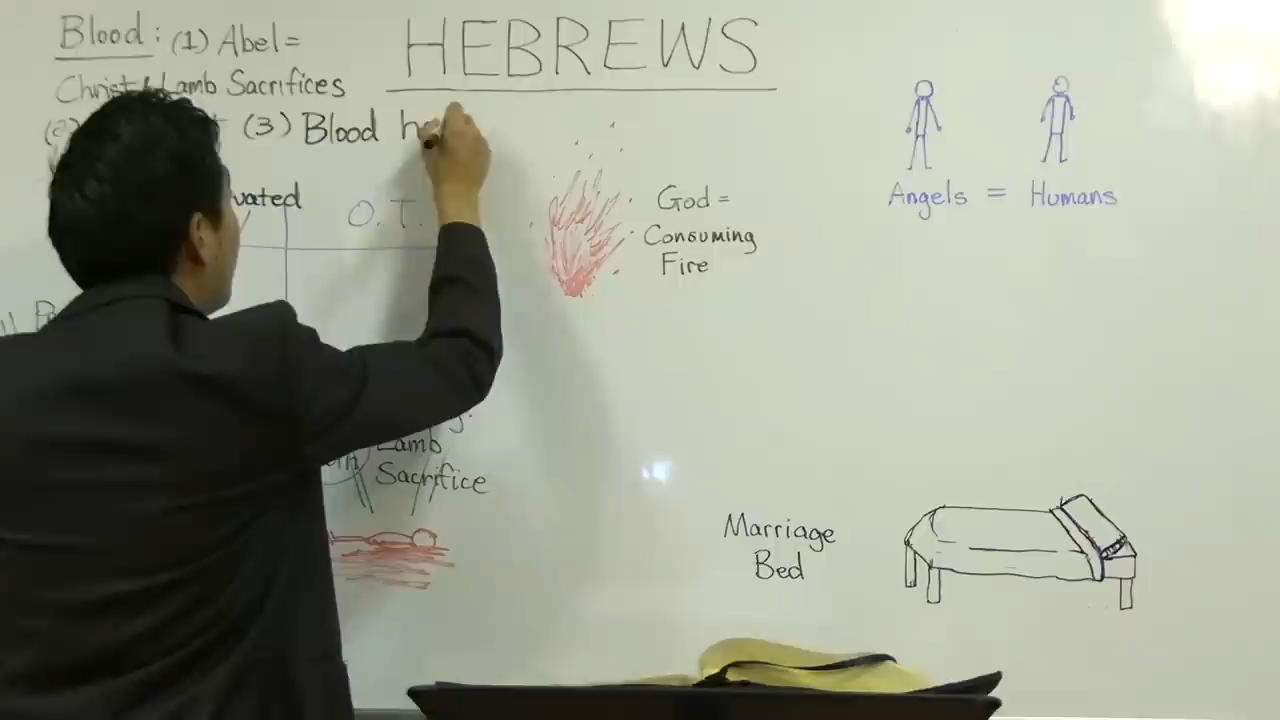 HEBREWS
Blood: (1) Abel=
Christ & Lamb Sacrifices
(3) Blood
O.T.
God =
Consuming
Fire
Angels = Humans
Lamb
Sacrifice
Marriage
Bed